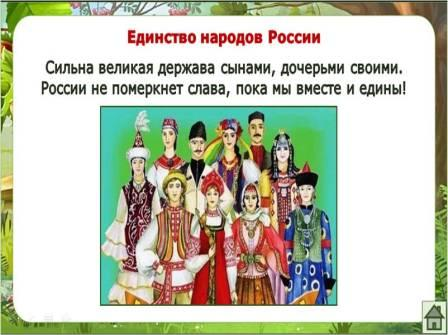 Единство народов России
Сильна великая держава сынами, дочерьми своими.
России не померкнет слава, пока мы вместе и едины!